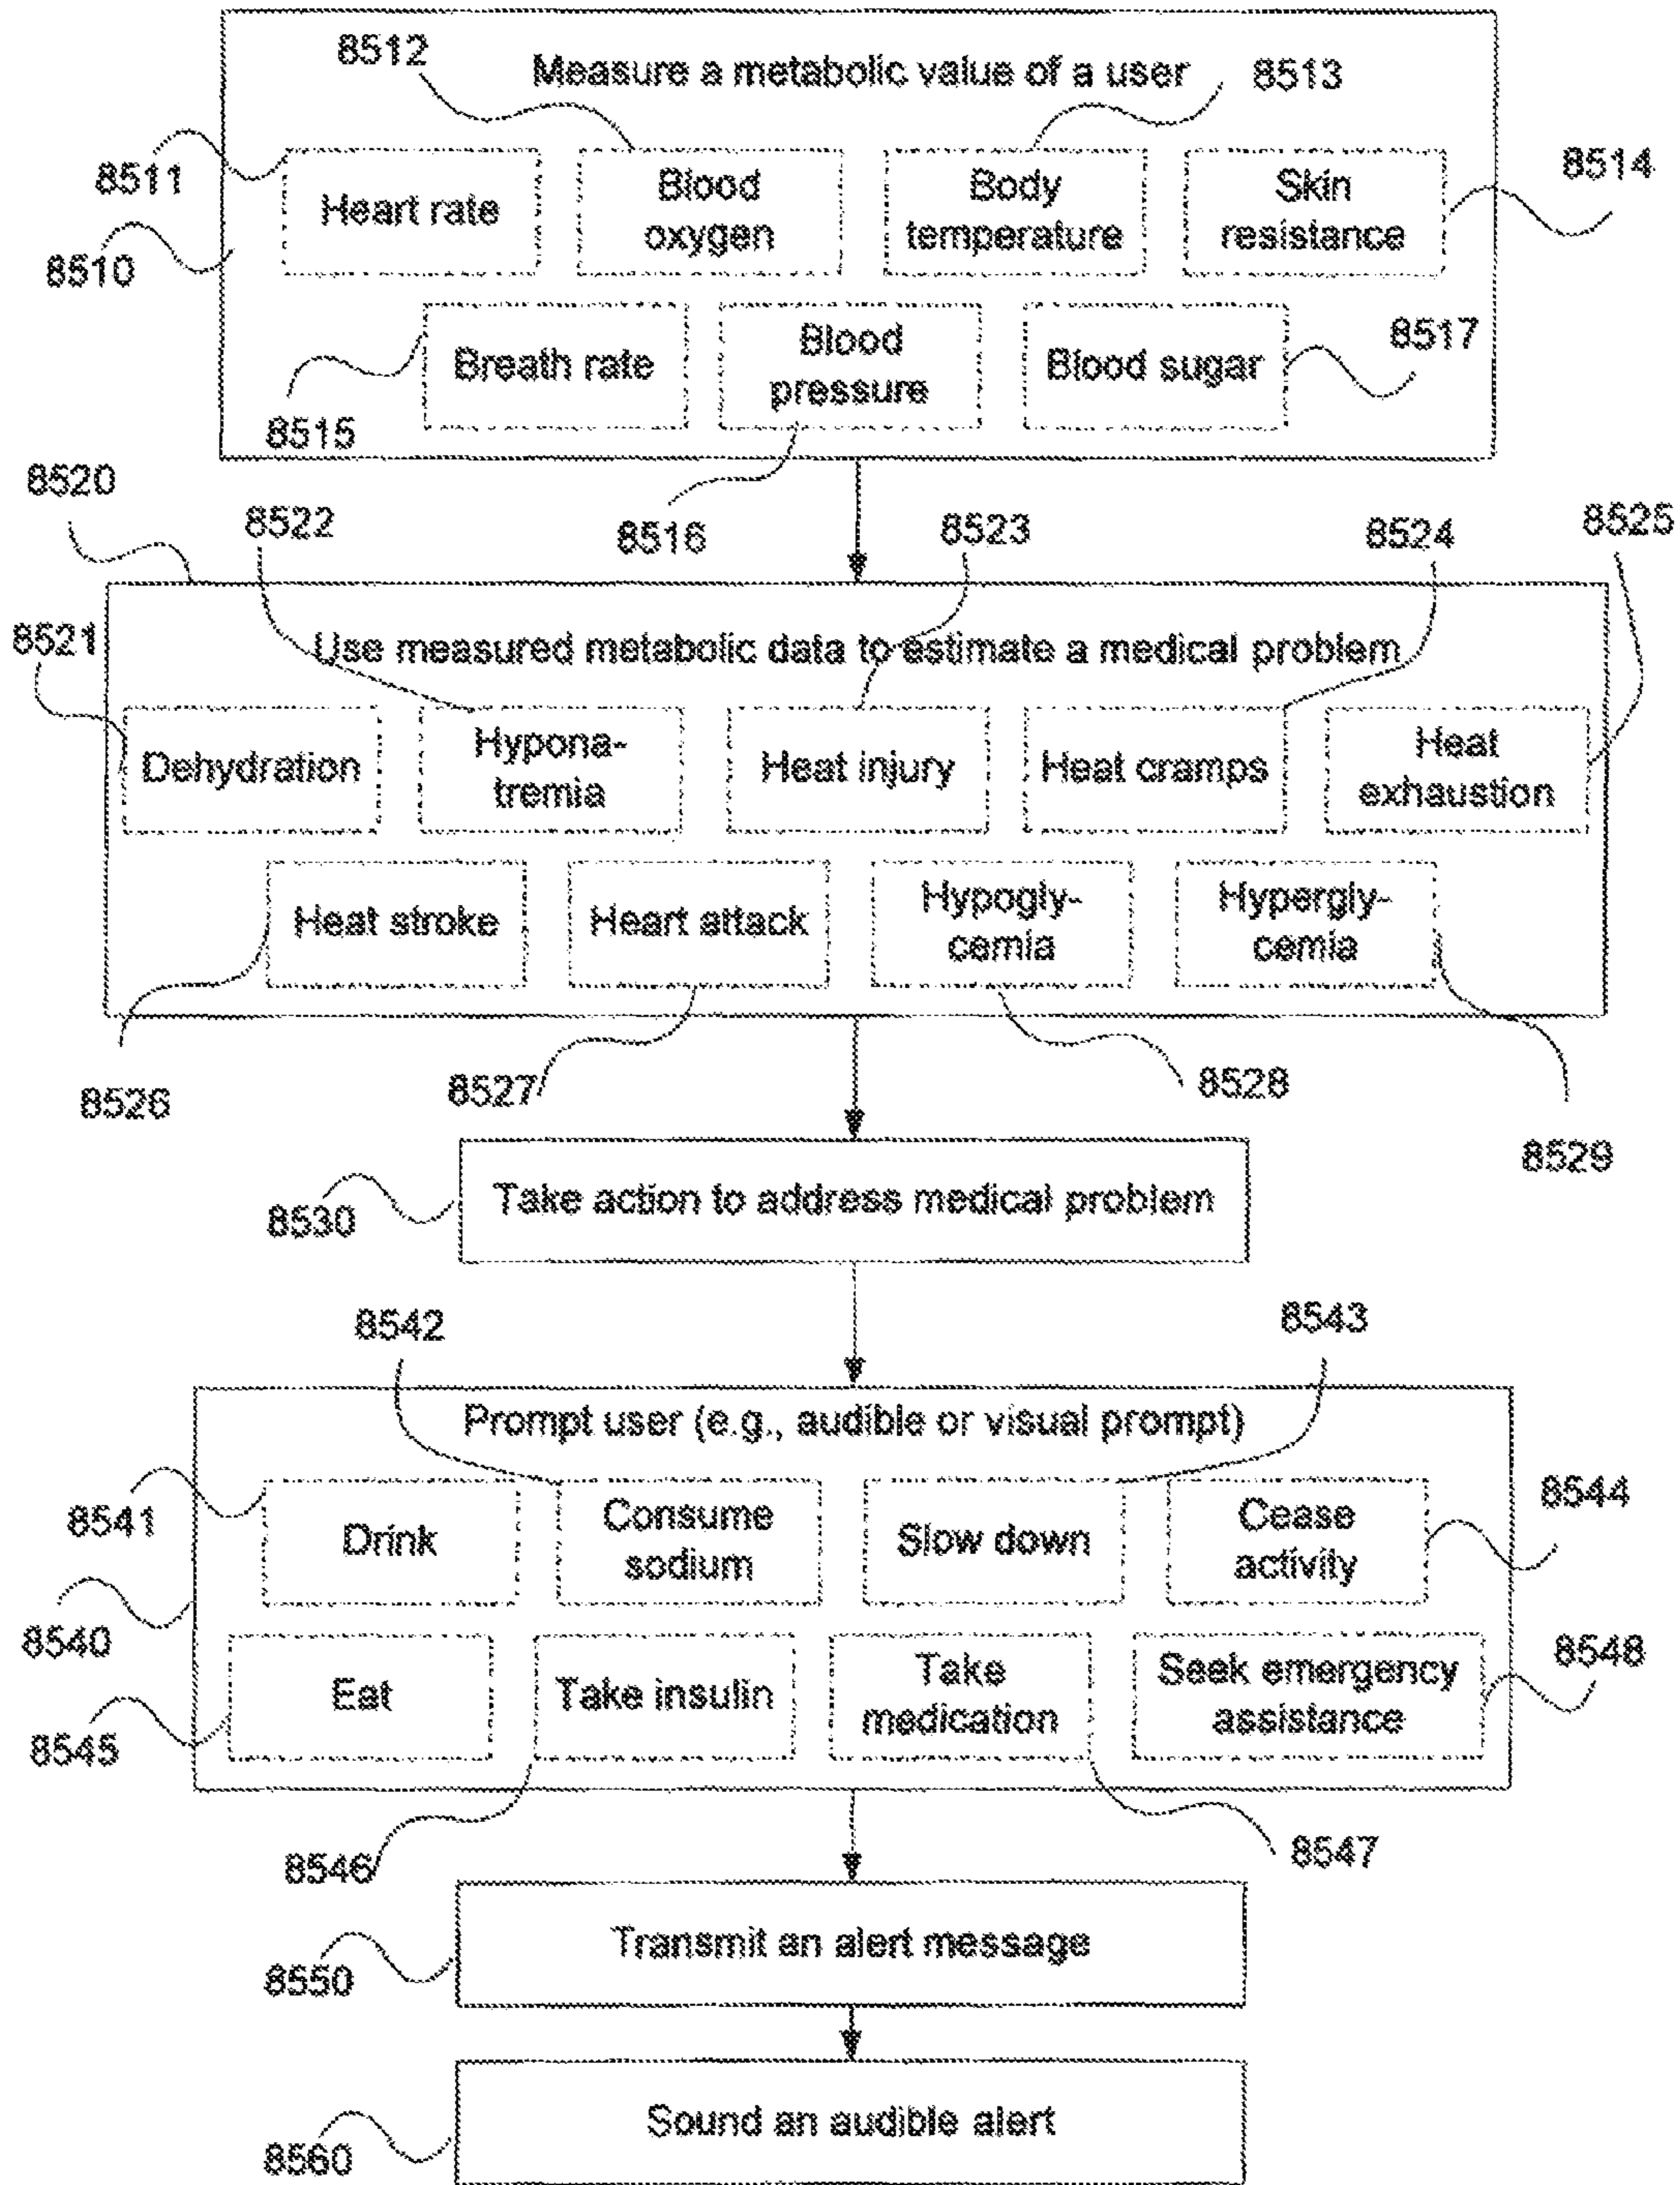 8512
Measure a metabolic value of a user
8513
8511
Heart rate
Blood
oxygen
Body
temperature
Skin
resistance
8514
8510
Breath rate
Blood
pressure
Blood sugar
8517
8515
8516
8520
8522
8523
8524
8525
8521
Use measured metabolic data to estimate a medical problem
Dehydration
Hypona-
tremia
Heat injury
Heat cramps
Heat
exhaustion
Heat stroke
Heart attack
Hypogly-
cemia
Hypergly-
cemia
8526
8527
8528
8529
8530
Take action to address medical problem
8542
8543
Prompt user (e.g., audible or visual prompt)
8541
Drink
Consume
sodium
Slow down
Cease
activity
8544
8540
Eat
Take insulin
Take
medication
Seek emergency
assistance
8548
8545
8546
8547
8550
Transmit an alert message
8560
Sound an audible alert